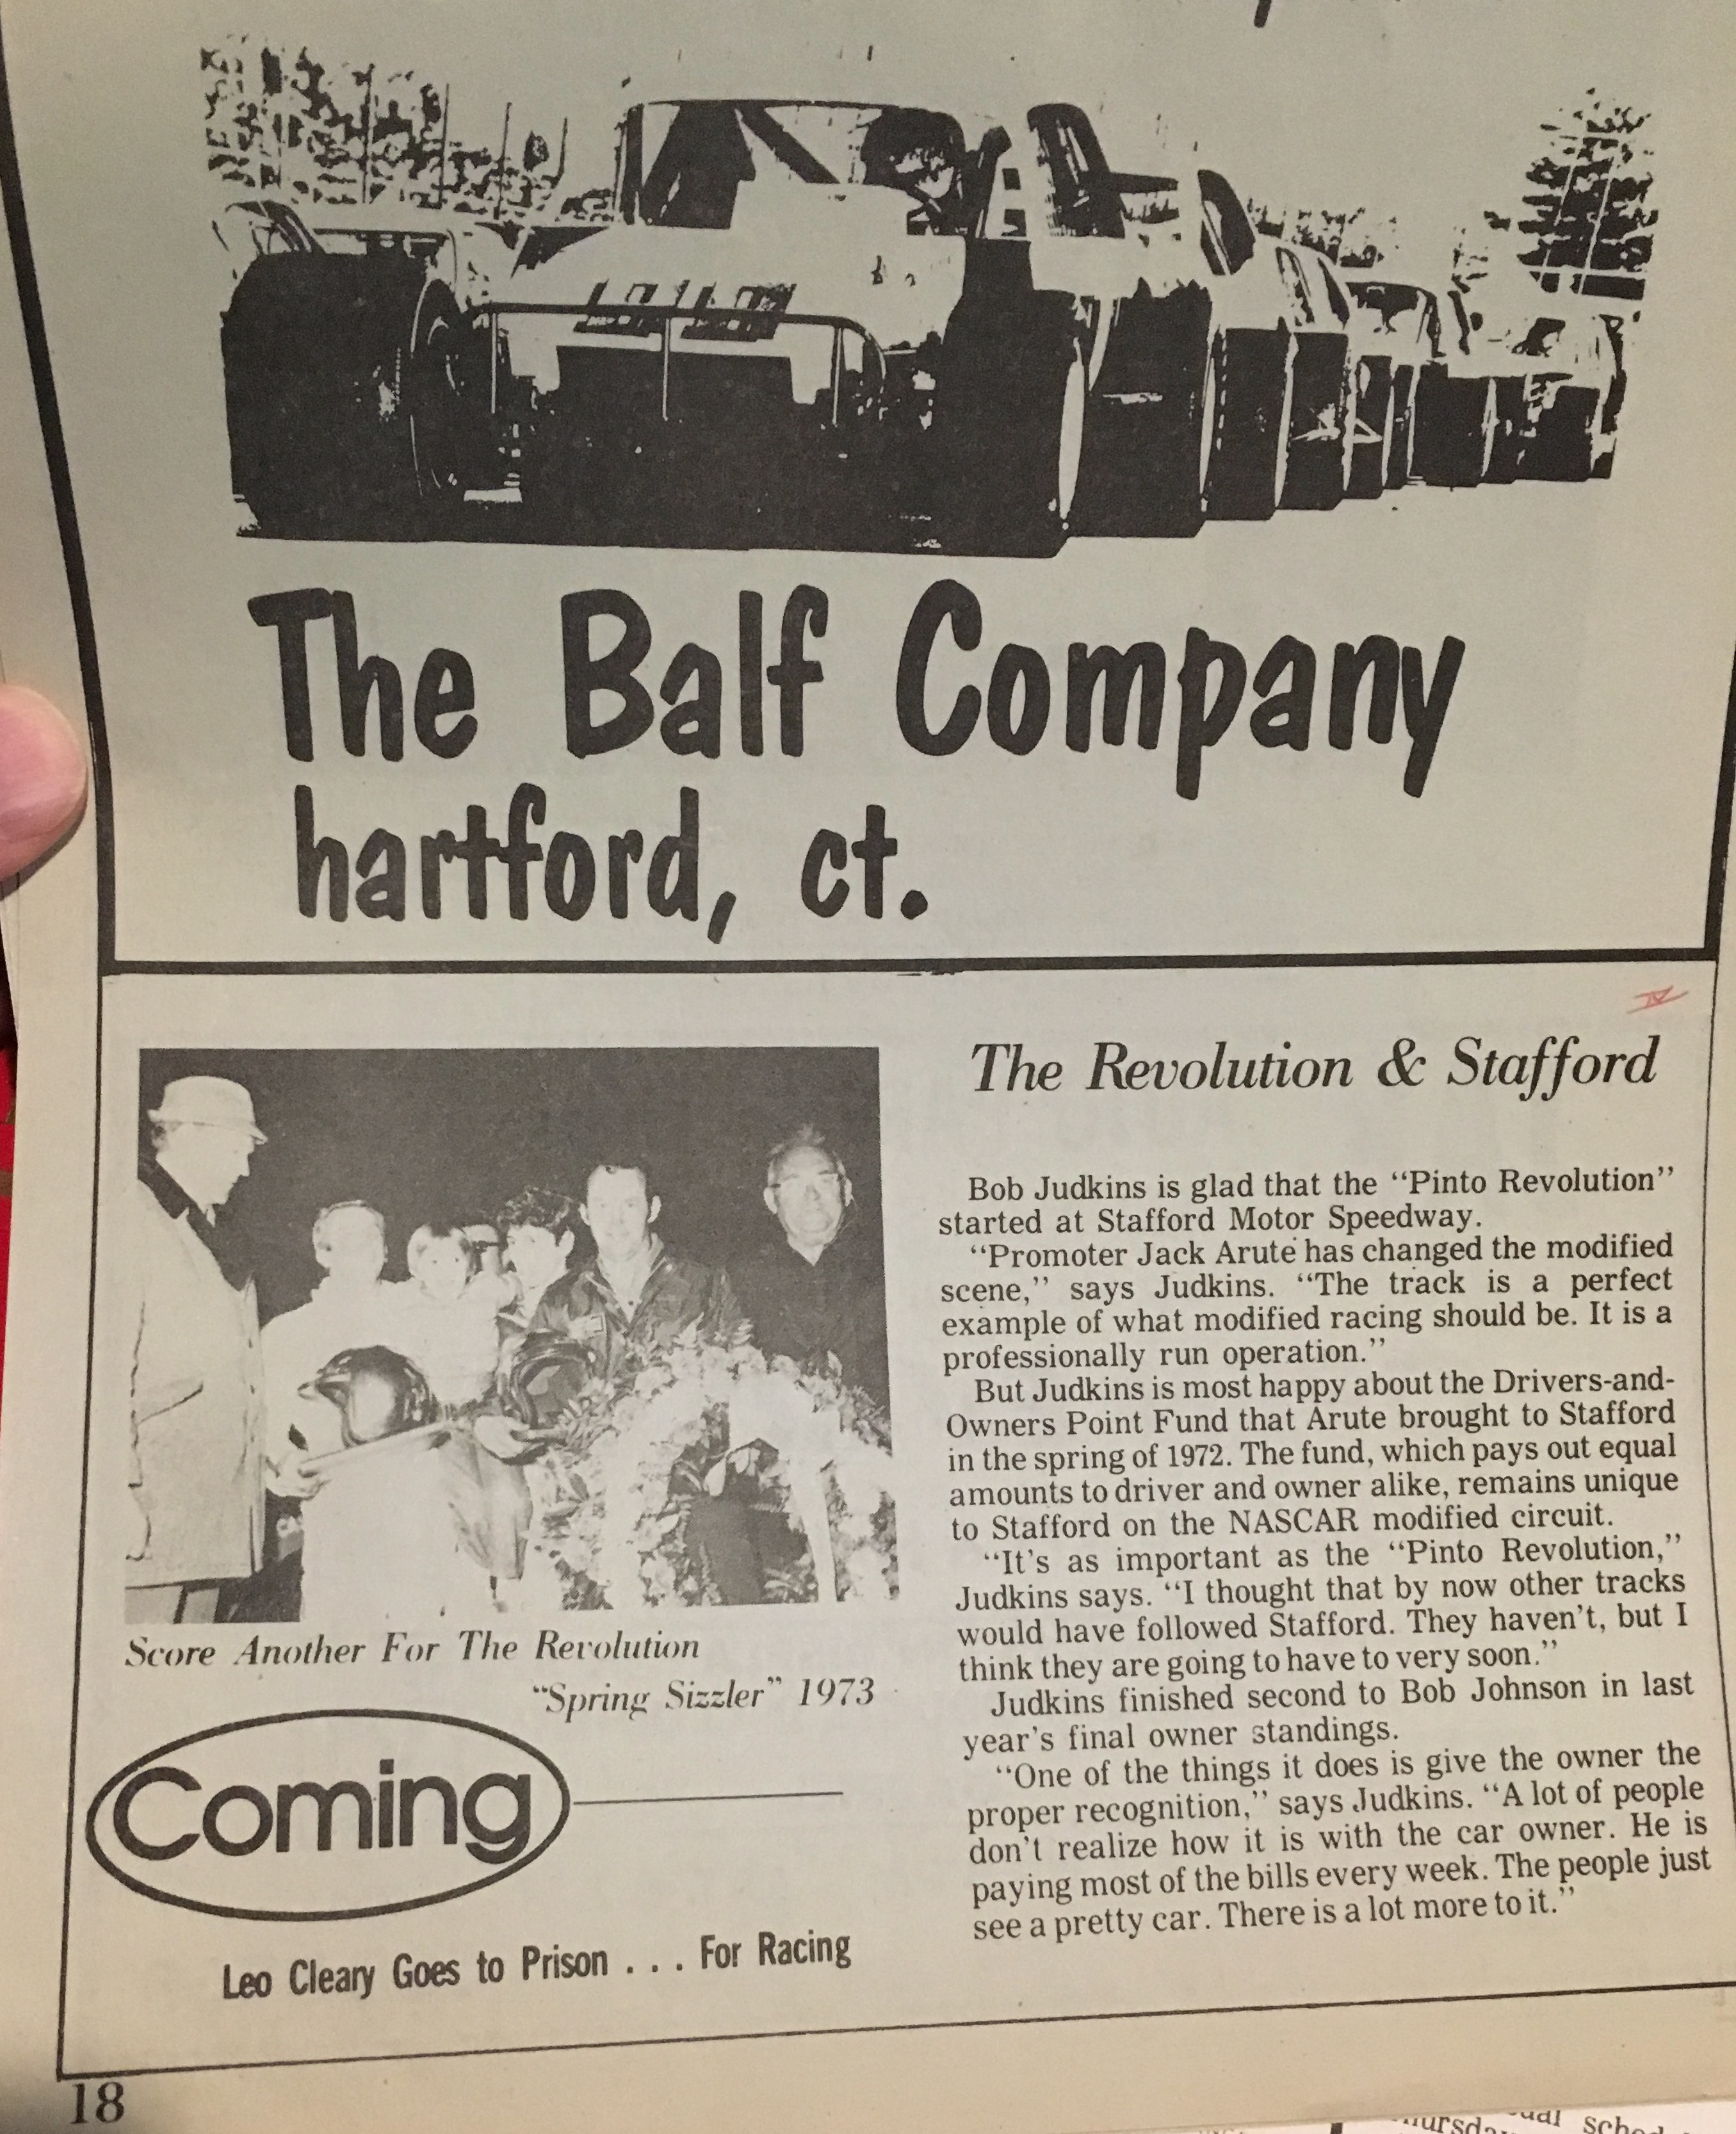 The Balf Company
hartford, ct.
IV
The Revolution & Stafford
Bob Judkins is glad that the “Pinto Revolution”
started at Stafford Motor Speedway.
“Promoter Jack Arute has changed the modified
scene,” says Judkins. “The track is a perfect
example of what modified racing should be. It is a
professionally run operation.”
But Judkins is most happy about the Drivers-and-
Owners Point Fund that Arute brought to Stafford
in the spring of 1972. The fund, which pays out equal
amounts to driver and owner alike, remains unique
to Stafford on the NASCAR modified circuit.
“It's as important as the “Pinto Revolution,”
Judkins says. “I thought that by now other tracks
would have followed Stafford. They haven't, but I
think they are going to have to very soon.”
Judkins finished second to Bob Johnson in last
year's final owner standings.
“One of the things it does is give the owner the
proper recognition,” says Judkins. “A lot of people
don't realize how it is with the car owner. He is
paying most of the bills every week. The people just
see a pretty car. There is a lot more to it.”
Score Another For The Revolution
“Spring Sizzler” 1973
Coming
Leo Cleary Goes to Prison . . . For Racing
18